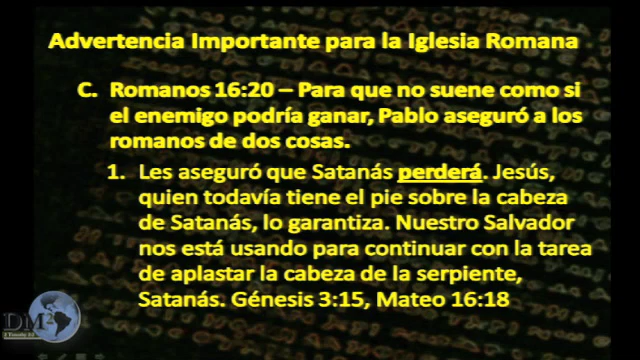 Advertencia Importante para la Iglesia Romana
C. Romanos 16:20 – Para que no suene como si
el enemigo podría ganar, Pablo aseguró a los
romanos de dos cosas.
1. Les aseguró que Satanás perderá. Jesús,
quien todavía tiene el pie sobre la cabeza
de Satanás, lo garantiza. Nuestro Salvador
nos está usando para continuar con la tarea
de aplastar la cabeza de la serpiente,
Satanás. Génesis 3:15, Mateo 16:18
DM2